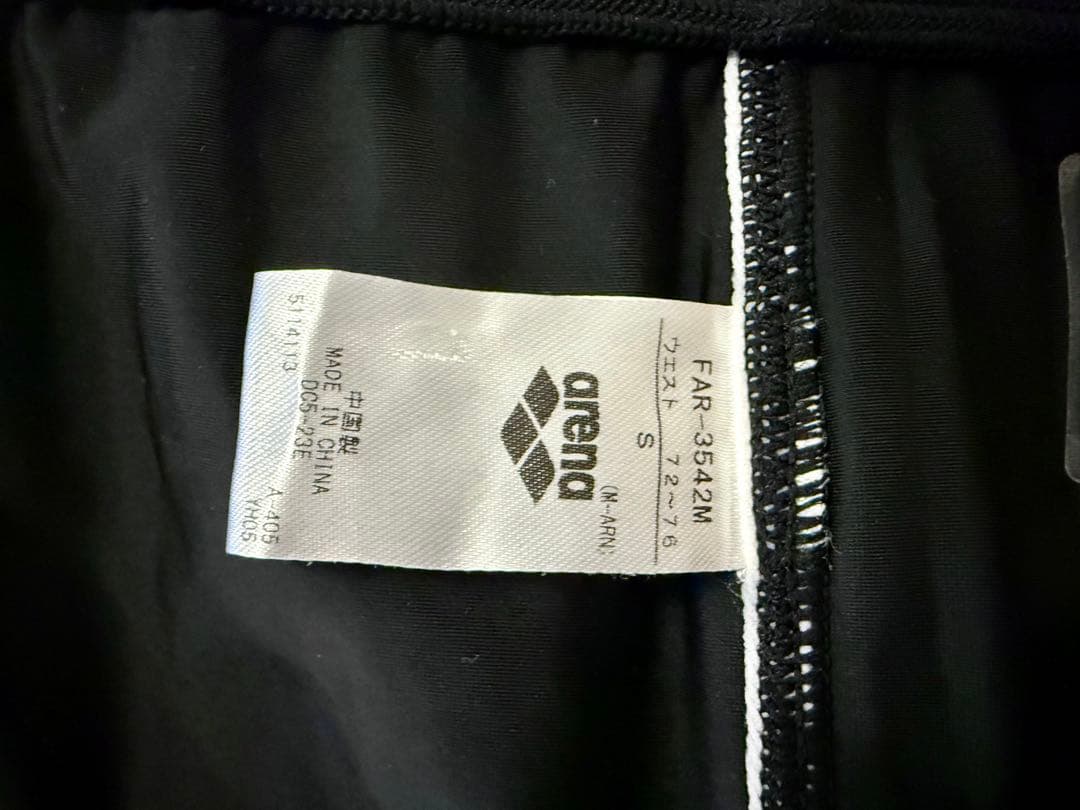 FAR-3542M
ウエスト 72~76
S
(M-ARN)
arena
中国製
MADE IN CHINA
5114113 DC5-23E
A-405
YH05